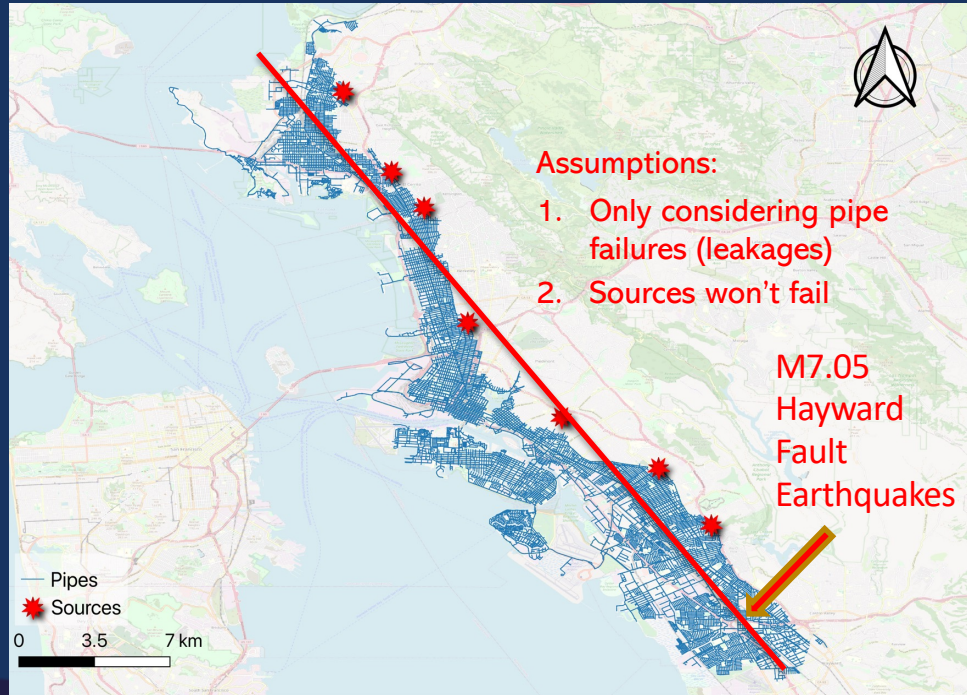 Assumptions:
1. Only considering pipe
failures (leakages)
2. Sources won't fail
M7.05
Hayward
Fault
Earthquakes
Pipes
Sources
0 3.5 7 km